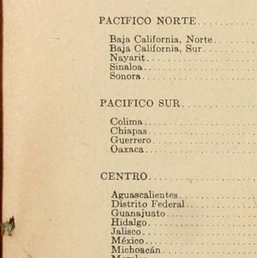 PACIFICO NORTE
Baja California, Norte
Baja California, Sur
Nayarit
Sinaloa
Sonora
PACIFICO SUR
Colima
Chiapas
Guerrero
Oaxaca
CENTRO
Aguascalientes
Distrito Federal
Guanajuato
Hidalgo
Jalisco
México
Michoacán